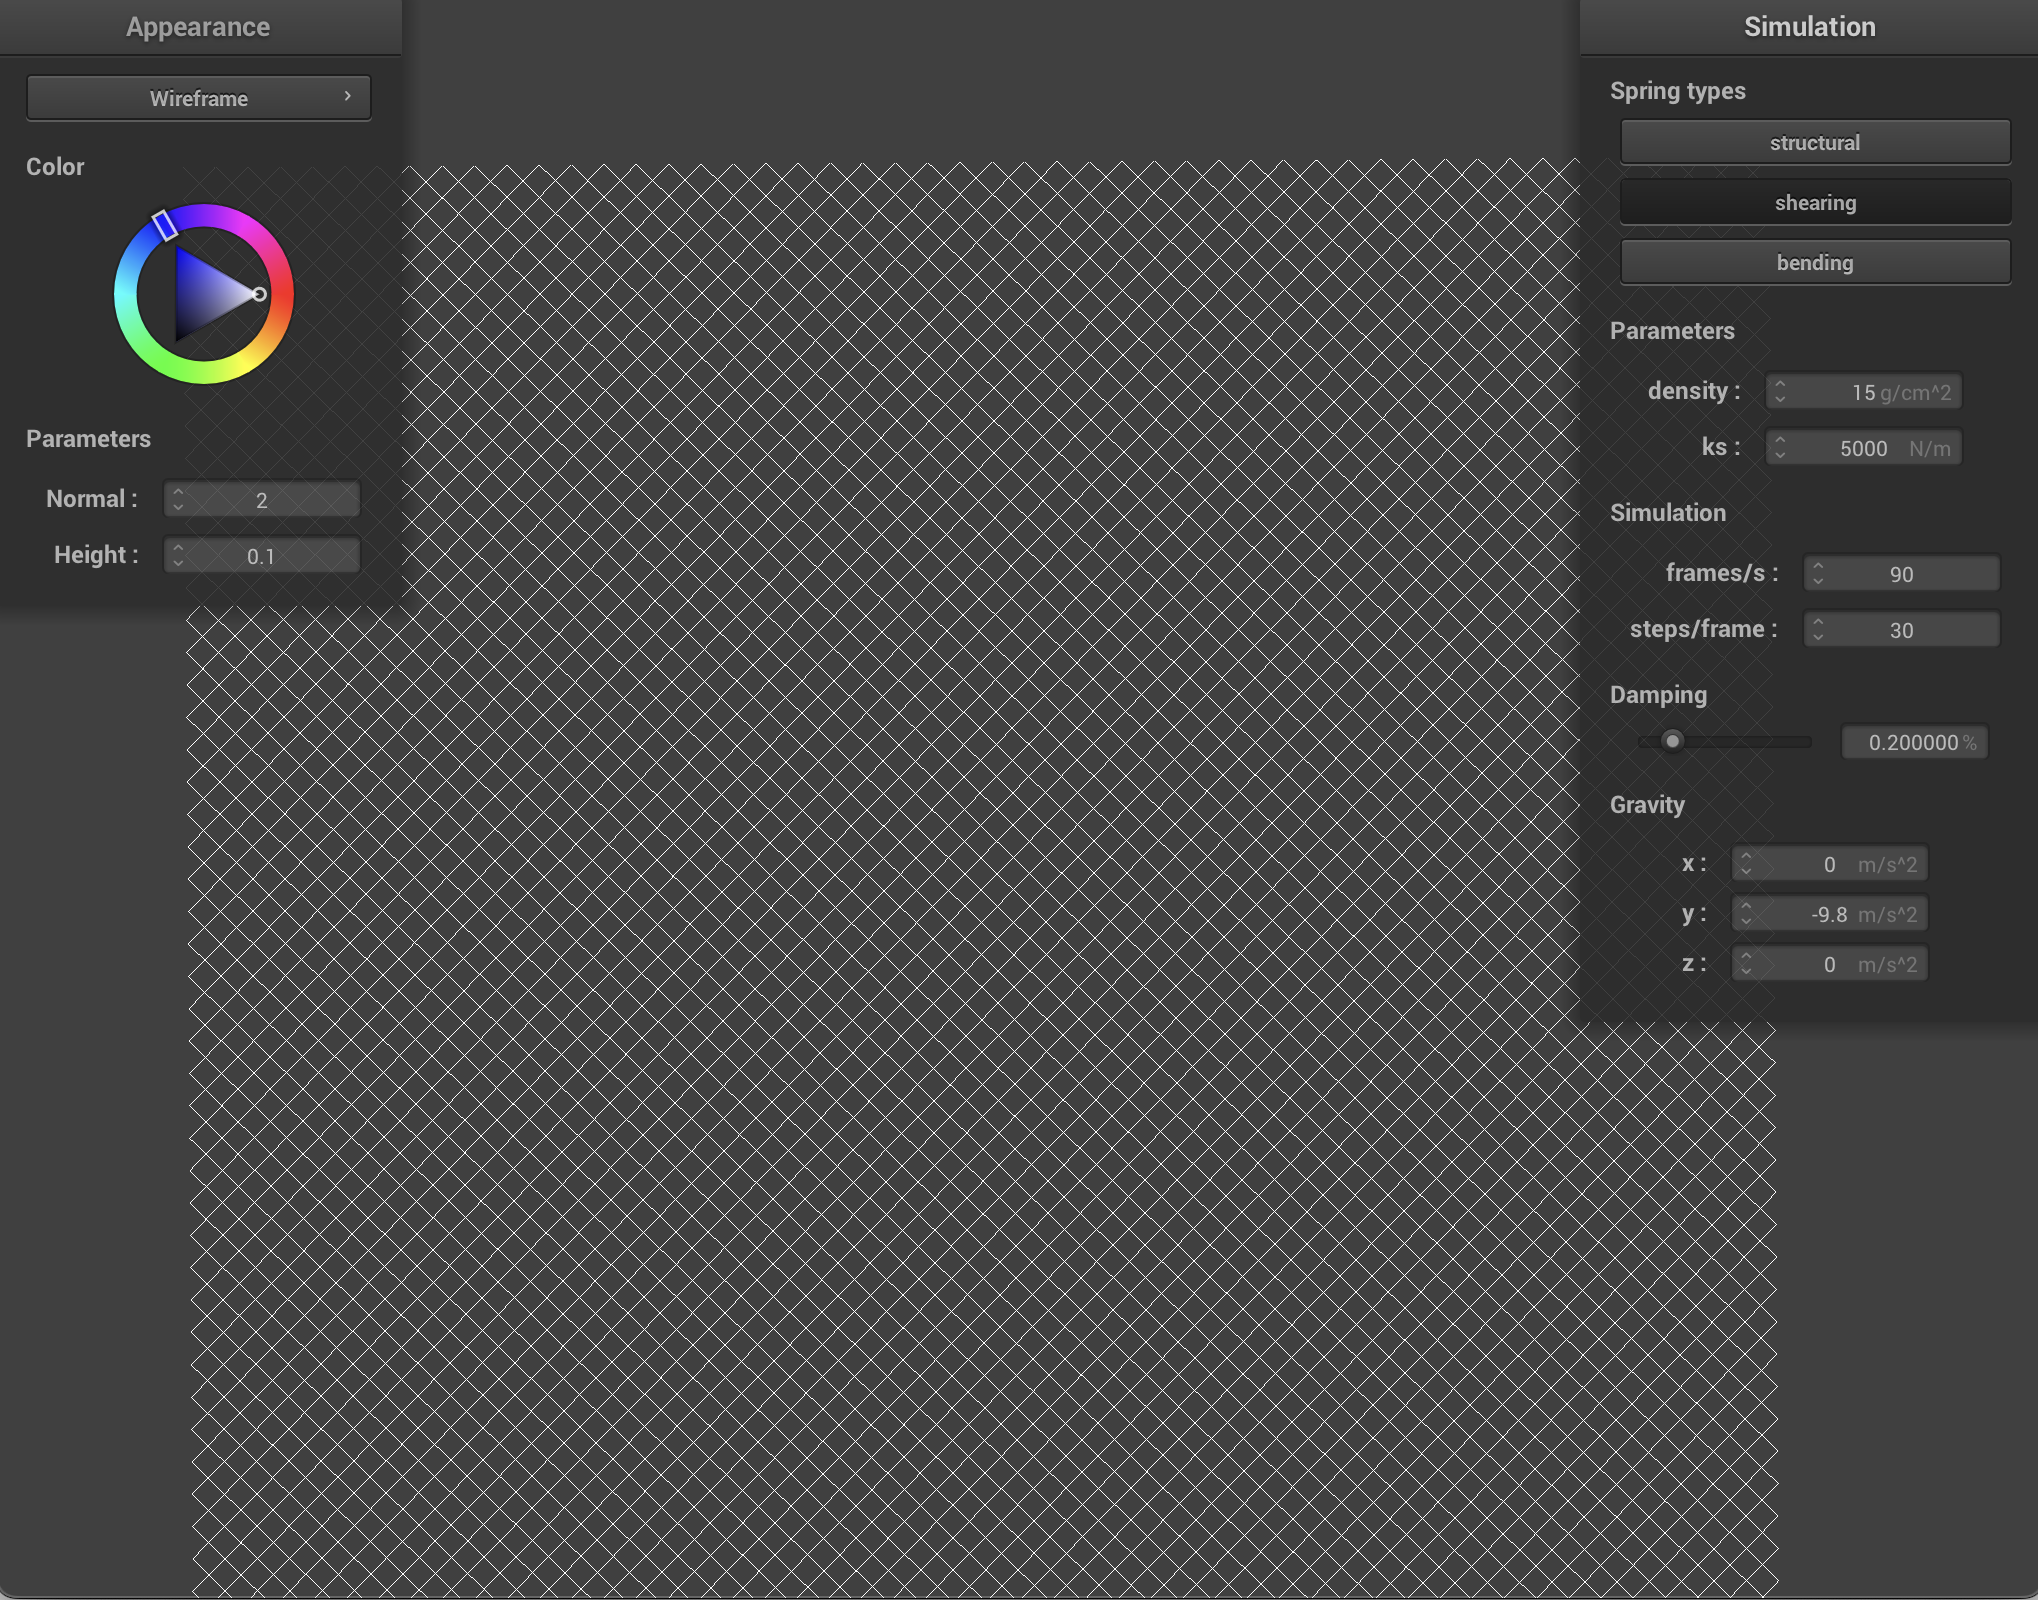 Appearance
Wireframe
Color
Parameters
Normal : 2
Height : 0.1
Simulation
Spring types
structural
shearing
bending
Parameters
density : 15 g/cm^2
ks : 5000 N/m
Simulation
frames/s : 90
steps/frame : 30
Damping
0.200000 %
Gravity
x : 0 m/s^2
y : -9.8 m/s^2
z : 0 m/s^2